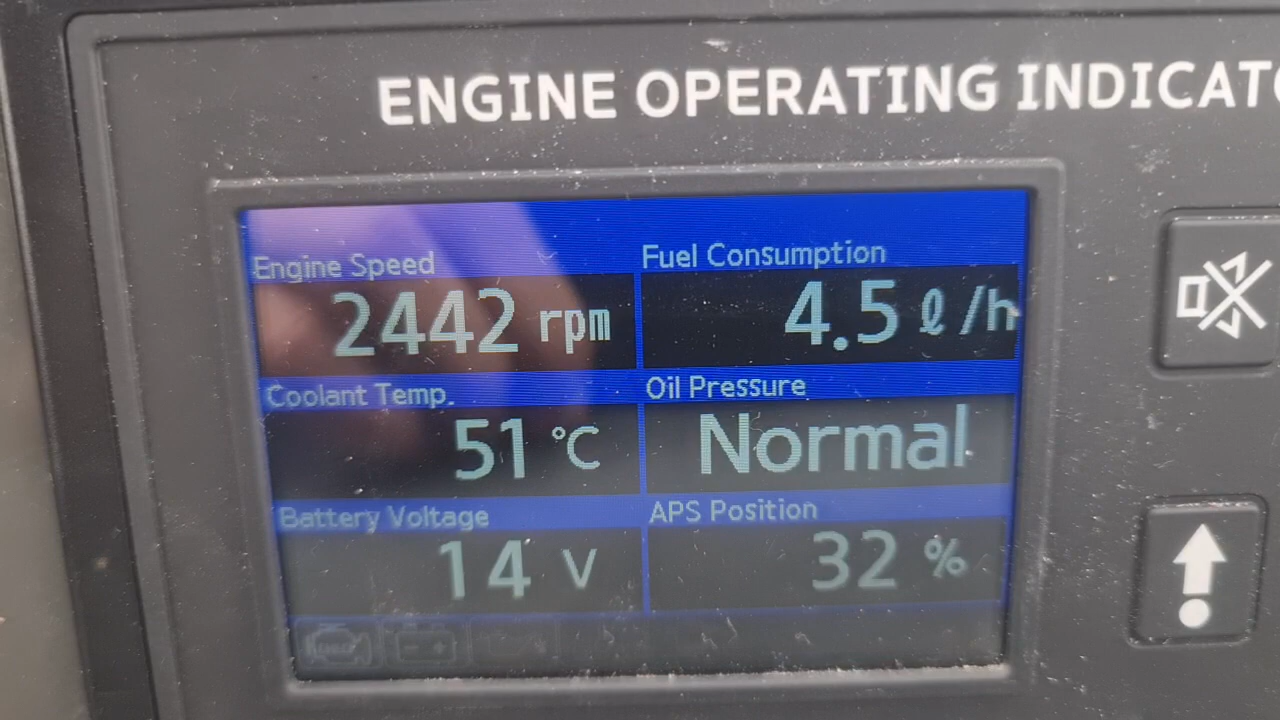 ENGINE OPERATING INDICATO
Engine Speed
2442 rpm
Fuel Consumption
4.5 ℓ/h
Coolant Temp.
51 °C
Oil Pressure
Normal
Battery Voltage
14 V
APS Position
32 %